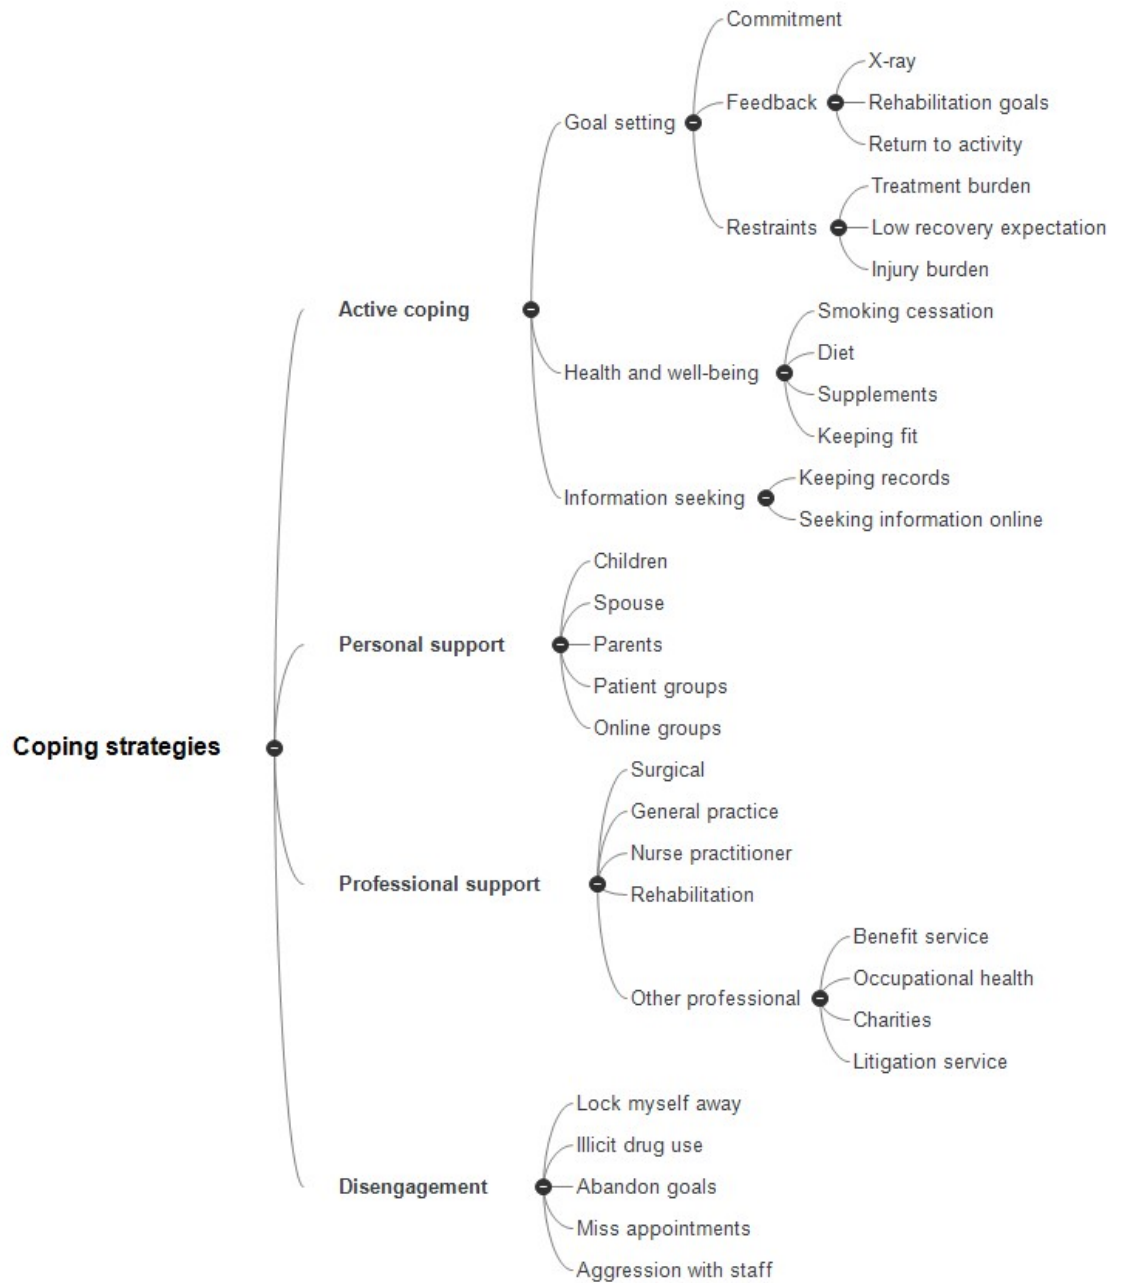 Coping strategies
Active coping
Goal setting
Commitment
Feedback
X-ray
Rehabilitation goals
Return to activity
Restraints
Treatment burden
Low recovery expectation
Injury burden
Health and well-being
Smoking cessation
Diet
Supplements
Keeping fit
Information seeking
Keeping records
Seeking information online
Personal support
Children
Spouse
Parents
Patient groups
Online groups
Professional support
Surgical
General practice
Nurse practitioner
Rehabilitation
Other professional
Benefit service
Occupational health
Charities
Litigation service
Disengagement
Lock myself away
Illicit drug use
Abandon goals
Miss appointments
Aggression with staff